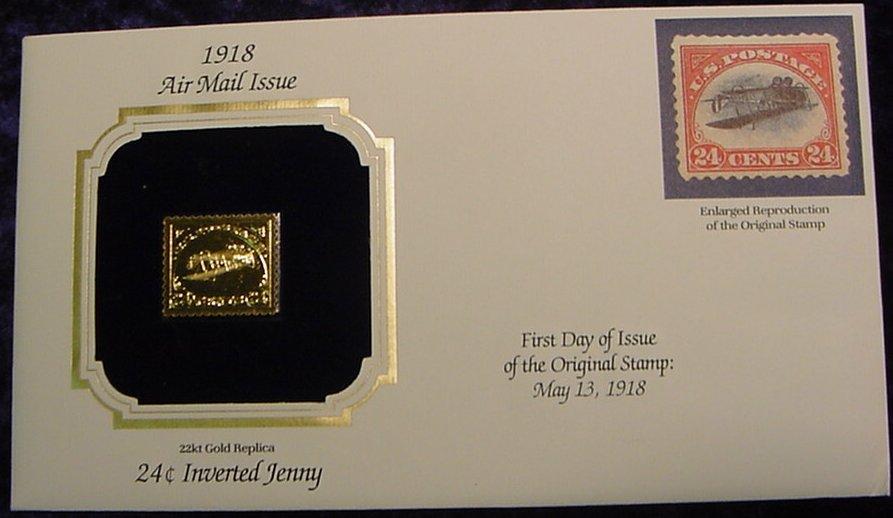 1918
Air Mail Issue
U.S. POSTAGE
24 CENTS 24
Enlarged Reproduction
of the Original Stamp
First Day of Issue
of the Original Stamp:
May 13, 1918
22kt Gold Replica
24¢ Inverted Jenny